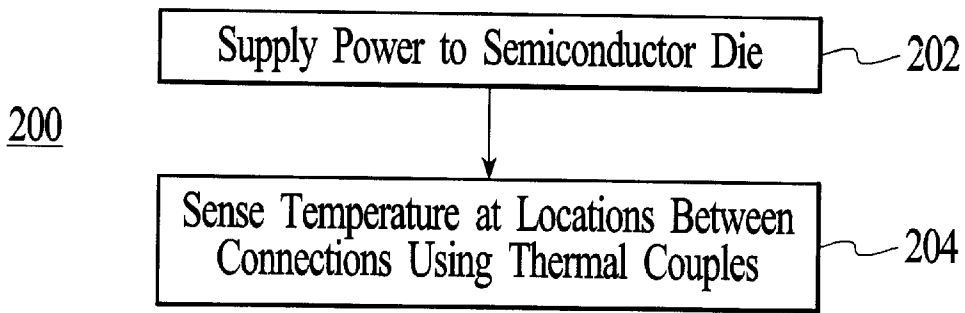 Supply Power to Semiconductor Die
202
200
Sense Temperature at Locations Between
Connections Using Thermal Couples
204